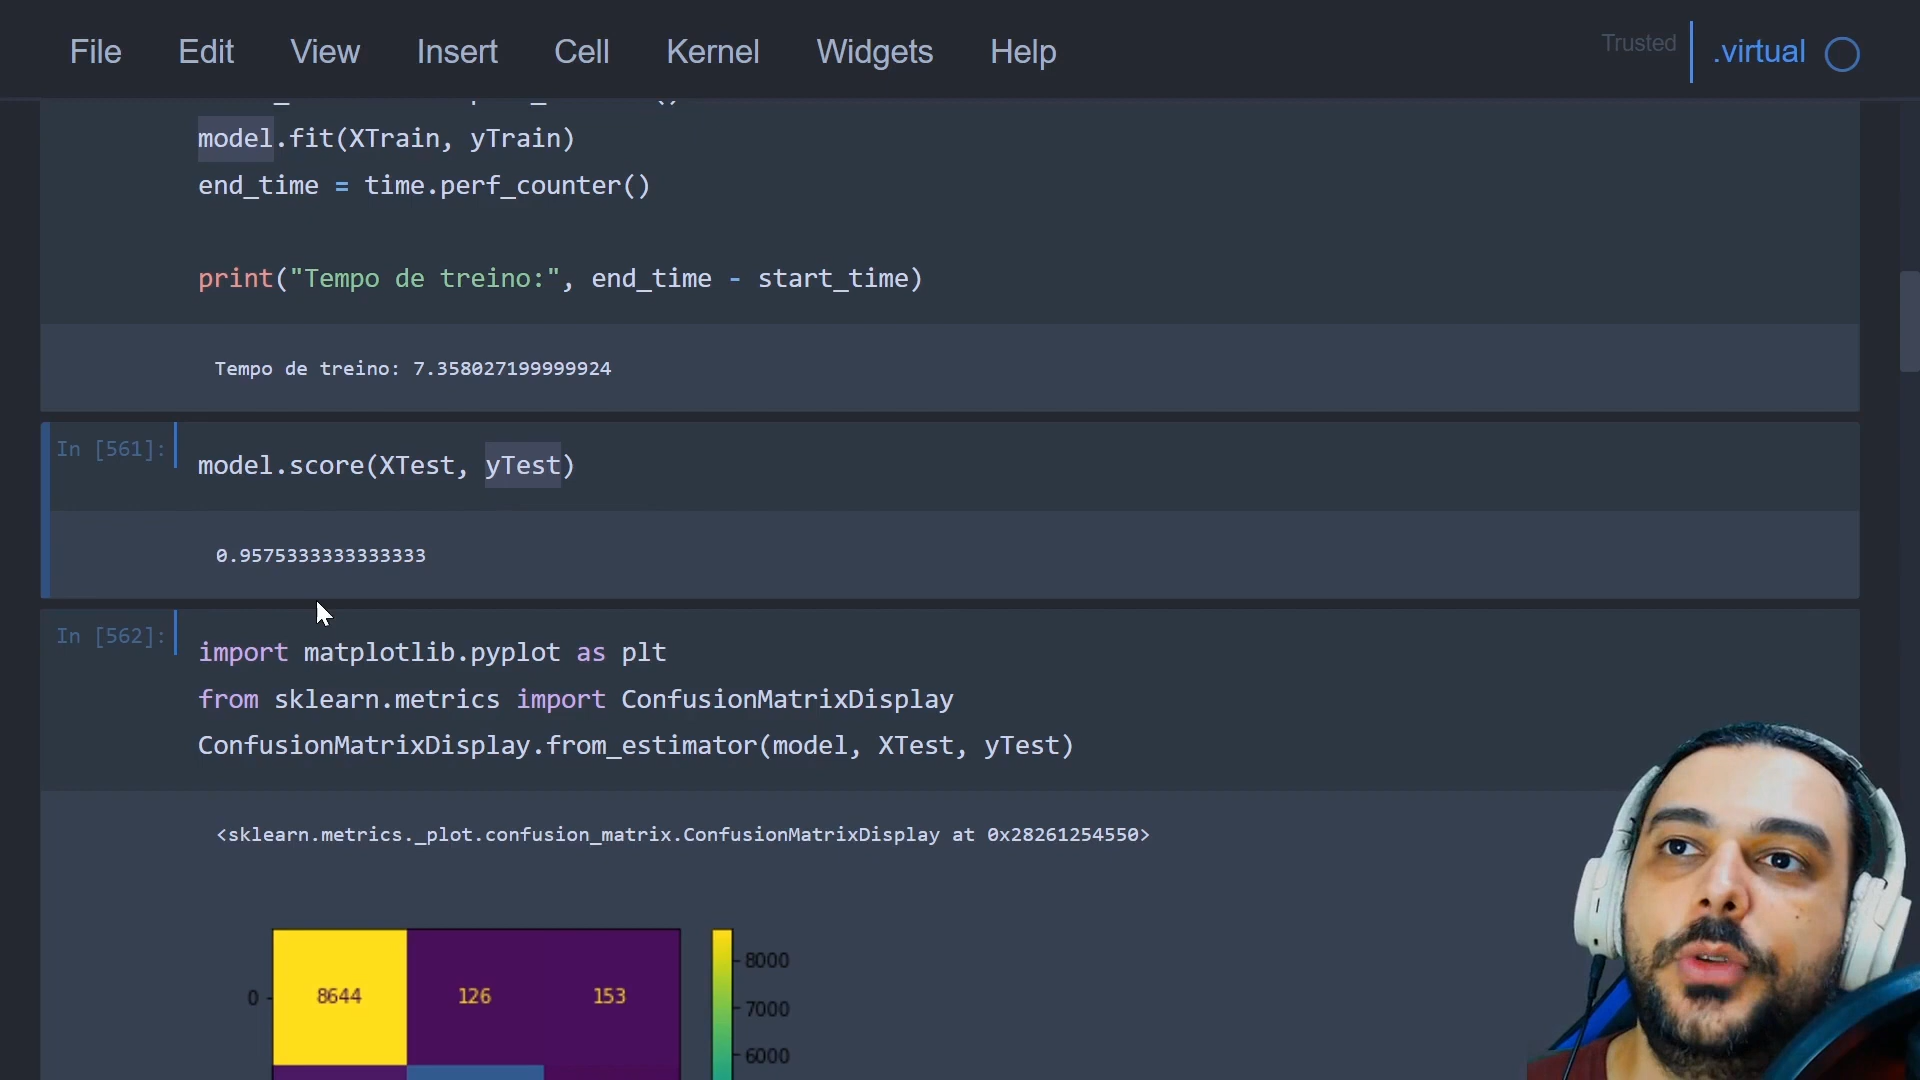 File Edit View Insert Cell Kernel Widgets Help Trusted .virtual
model.fit(XTrain, yTrain)
end_time = time.perf_counter()
print("Tempo de treino:", end_time - start_time)
Tempo de treino: 7.358027199999924
In [561]: model.score(XTest, yTest)
0.9575333333333333
In [562]: import matplotlib.pyplot as plt
from sklearn.metrics import ConfusionMatrixDisplay
ConfusionMatrixDisplay.from_estimator(model, XTest, yTest)
<sklearn.metrics._plot.confusion_matrix.ConfusionMatrixDisplay at 0x28261254550>
8000
0 8644 126 153
7000
6000